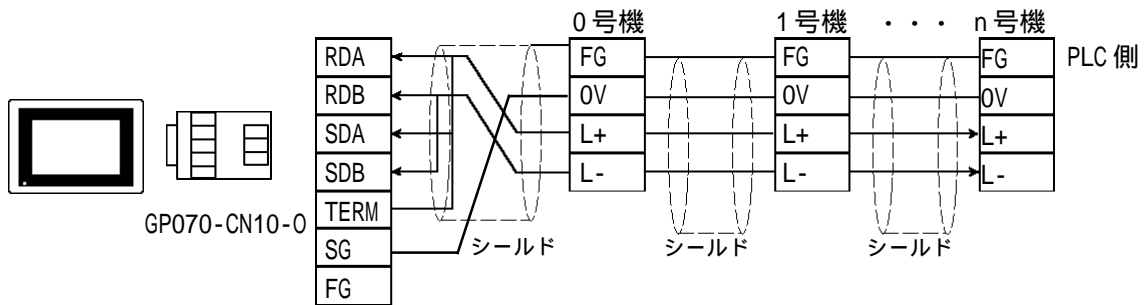 0号機
1号機
・・・
n号機
RDA
RDB
SDA
SDB
TERM
SG
FG
FG
0V
L+
L-
FG
0V
L+
L-
FG
0V
L+
L-
PLC側
GP070-CN10-0
シールド
シールド
シールド